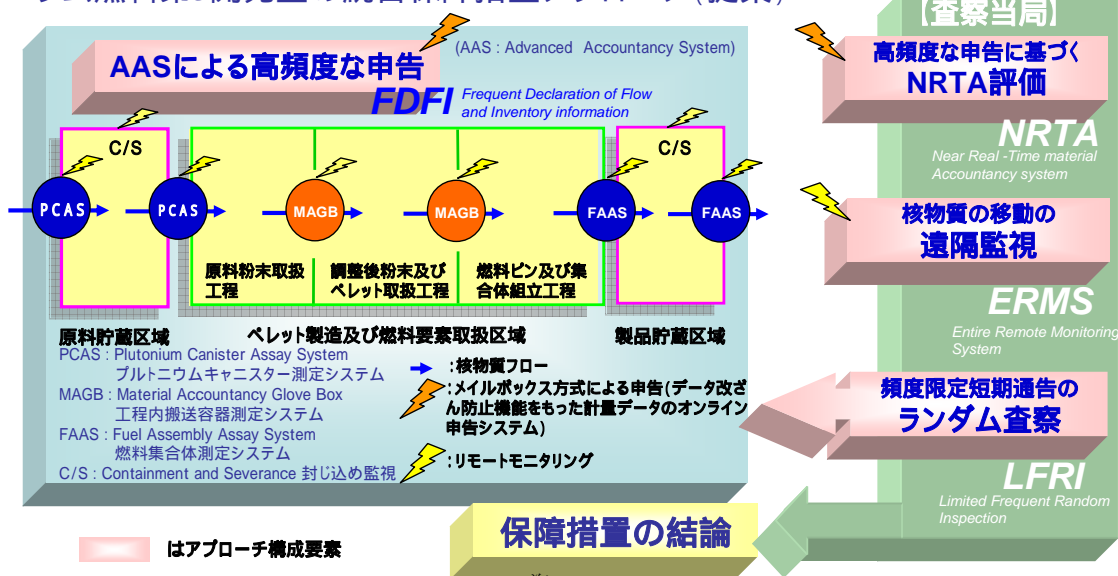 【査察当局】
AASによる高頻度な申告
(AAS : Advanced Accountancy System)
FDFI
Frequent Declaration of Flow
and Inventory information
C/S
C/S
PCAS
PCAS
MAGB
MAGB
FAAS
FAAS
原料粉末取扱
工程
調整後粉末及び
ペレット取扱工程
燃料ピン及び集
合体組立工程
原料貯蔵区域
ペレット製造及び燃料要素取扱区域
製品貯蔵区域
PCAS : Plutonium Canister Assay System
プルトニウムキャニスター測定システム
MAGB : Material Accountancy Glove Box
工程内搬送容器測定システム
FAAS : Fuel Assembly Assay System
燃料集合体測定システム
C/S : Containment and Severance 封じ込め監視
:核物質フロー
:メイルボックス方式による申告(データ改ざ
ん防止機能をもった計量データのオンライン
申告システム)
:リモートモニタリング
高頻度な申告に基づく
NRTA評価
NRTA
Near Real -Time material
Accountancy system
核物質の移動の
遠隔監視
ERMS
Entire Remote Monitoring
System
頻度限定短期通告の
ランダム査察
LFRI
Limited Frequent Random
Inspection
保障措置の結論
はアプローチ構成要素